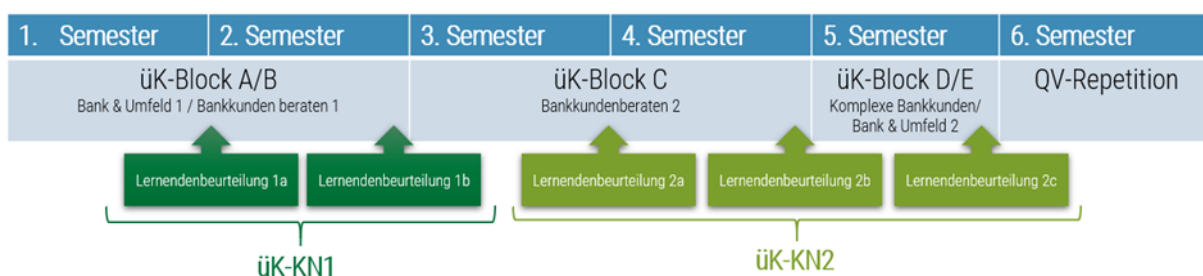 1. Semester
2. Semester
3. Semester
4. Semester
5. Semester
6. Semester
üK-Block A/B
Bank & Umfeld 1 / Bankkunden beraten 1
üK-Block C
Bankkundenberaten 2
üK-Block D/E
Komplexe Bankkunden/
Bank & Umfeld 2
QV-Repetition
Lernendenbeurteilung 1a
Lernendenbeurteilung 1b
Lernendenbeurteilung 2a
Lernendenbeurteilung 2b
Lernendenbeurteilung 2c
üK-KN1
üK-KN2